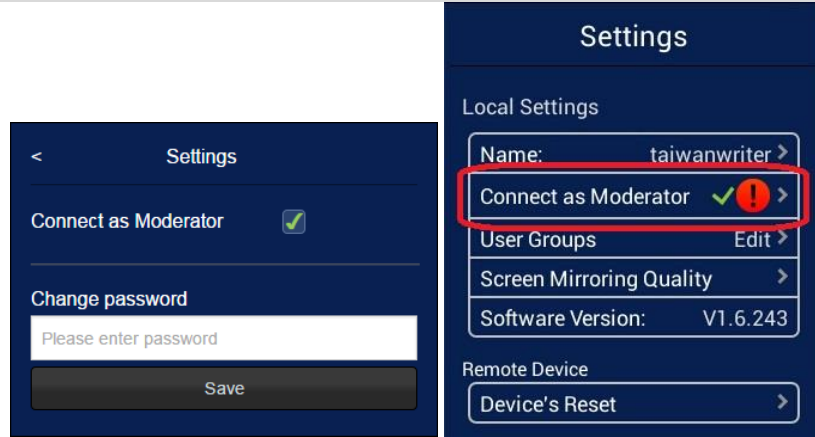 < Settings
Connect as Moderator
Change password
Please enter password
Save
Settings
Local Settings
Name: taiwanwriter >
Connect as Moderator ! >
User Groups Edit >
Screen Mirroring Quality >
Software Version: V1.6.243
Remote Device
Device's Reset >